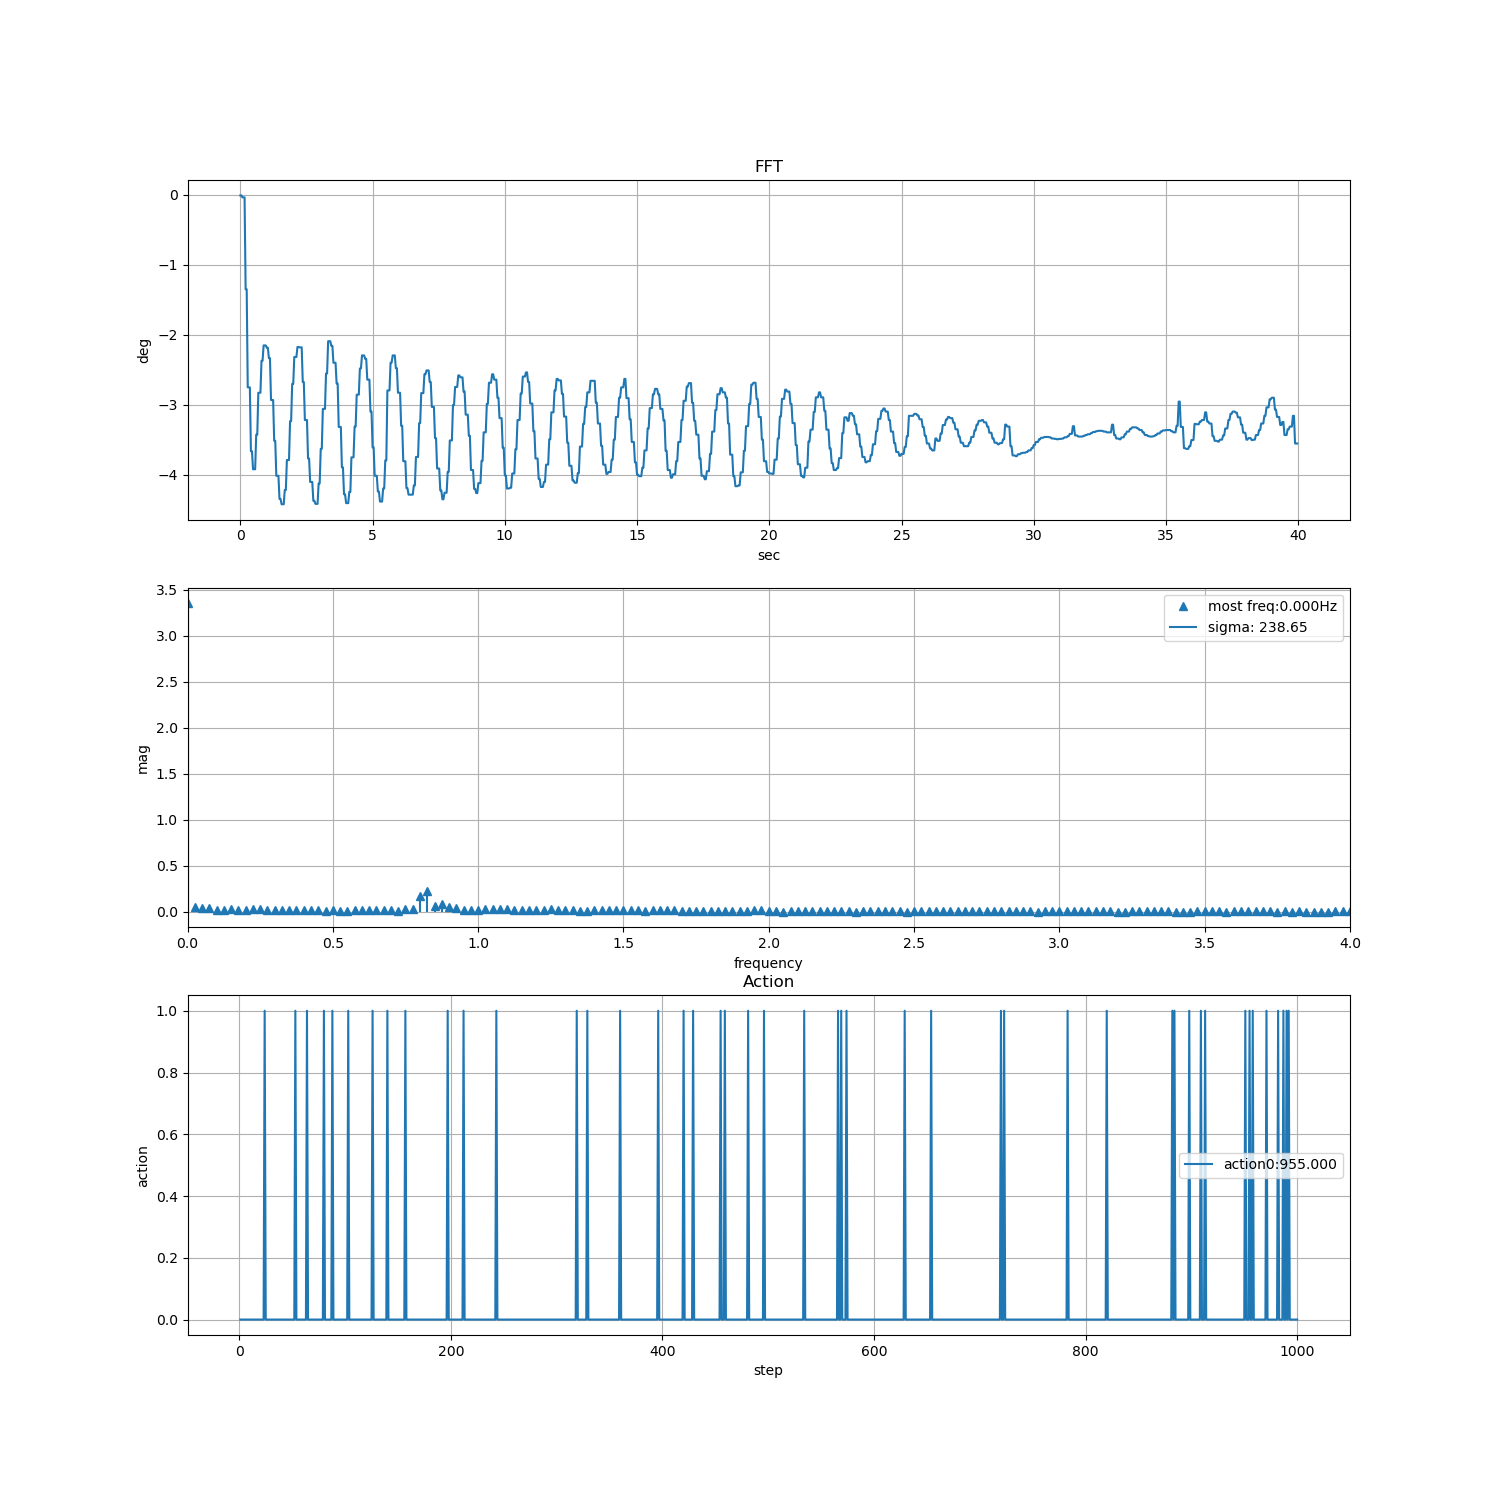 FFT
0
−1
−2
−3
−4
deg
0 5 10 15 20 25 30 35 40
sec
3.5
3.0
2.5
2.0
1.5
1.0
0.5
0.0
mag
most freq:0.000Hz
sigma: 238.65
0.0 0.5 1.0 1.5 2.0 2.5 3.0 3.5 4.0
frequency
Action
1.0
0.8
0.6
0.4
0.2
0.0
action
action0:955.000
0 200 400 600 800 1000
step